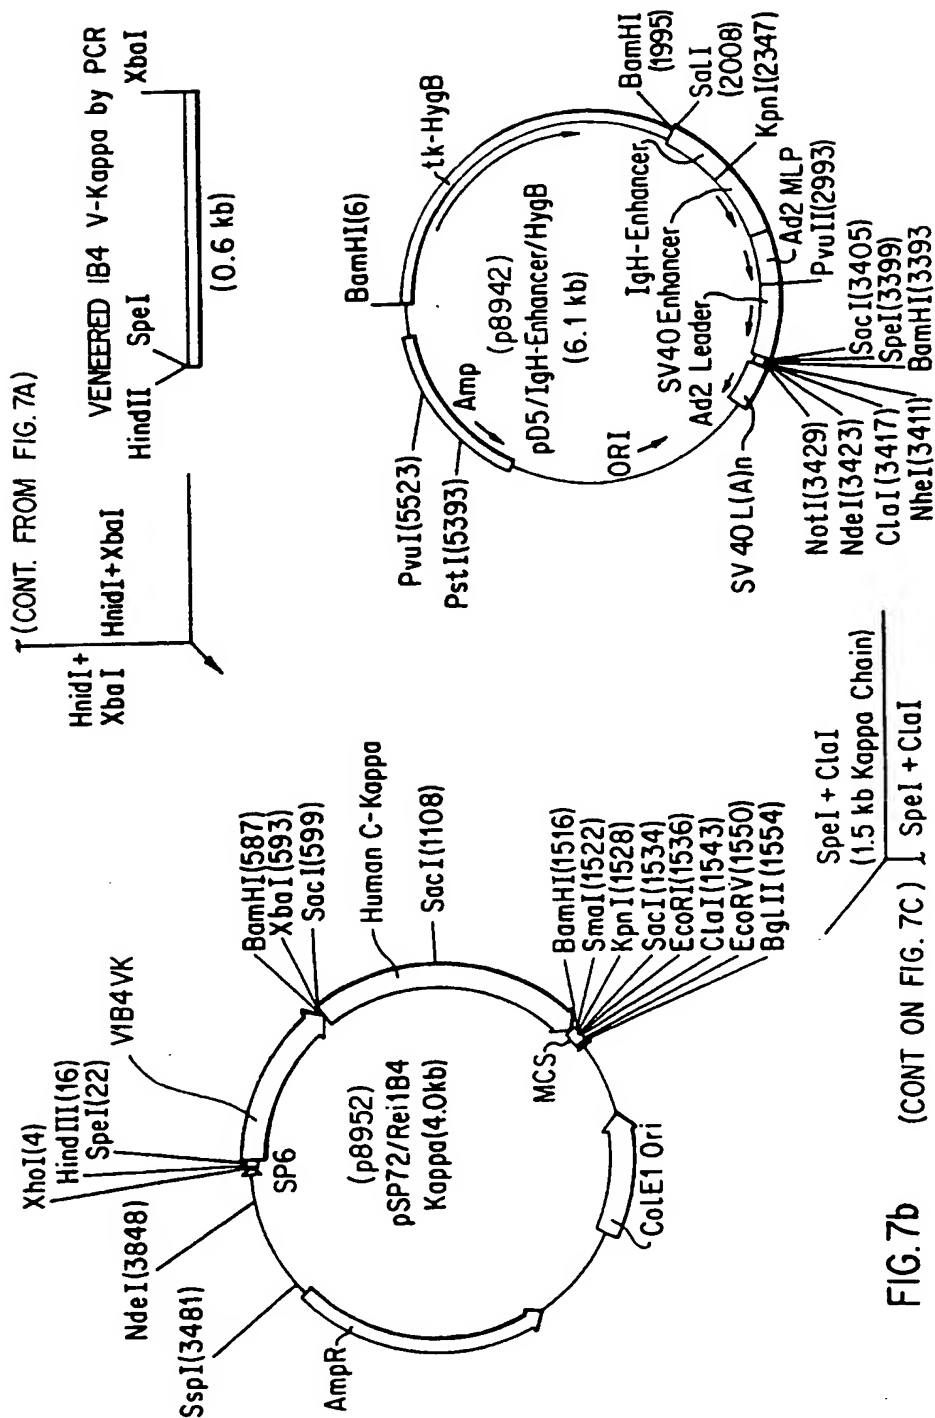 (CONT. FROM FIG. 7A)
HnidI+
XbaI
HnidI+XbaI
VENEERED 1B4 V-Kappa by PCR
HindII
SpeI
XbaI
(0.6 kb)
XhoI(4)
HindIII(16)
SpeI(22)
V1B4VK
NdeI(3848)
SspI(3481)
SP6
BamHI(587)
XbaI(593)
SacI(599)
Human C-Kappa
SacI(1108)
(p8952)
pSP72/Rei1B4
Kappa(4.0kb)
AmpR
MCS
ColE1 Ori
BamHI(1516)
SmaI(1522)
KpnI(1528)
SacI(1534)
EcoRI(1536)
ClaI(1543)
EcoRV(1550)
BglII(1554)
BamHI(6)
tk-HygB
PvuI(5523)
PstI(5393)
Amp
(p8942)
pD5/IgH-Enhancer/HygB
(6.1 kb)
BamHI
(1995)
SalI
(2008)
KpnI(2347)
IgH-Enhancer
SV40 Enhancer
Ad2 Leader
Ad2 MLP
PvuII(2993)
ORI
SV40L(A)n
SacI(3405)
SpeI(3399)
BamHI(3393
NotI(3429)
NdeI(3423)
ClaI(3417)
NheI(3411)
SpeI + ClaI
(1.5 kb Kappa Chain)
SpeI + ClaI
(CONT ON FIG. 7C)
FIG.7b